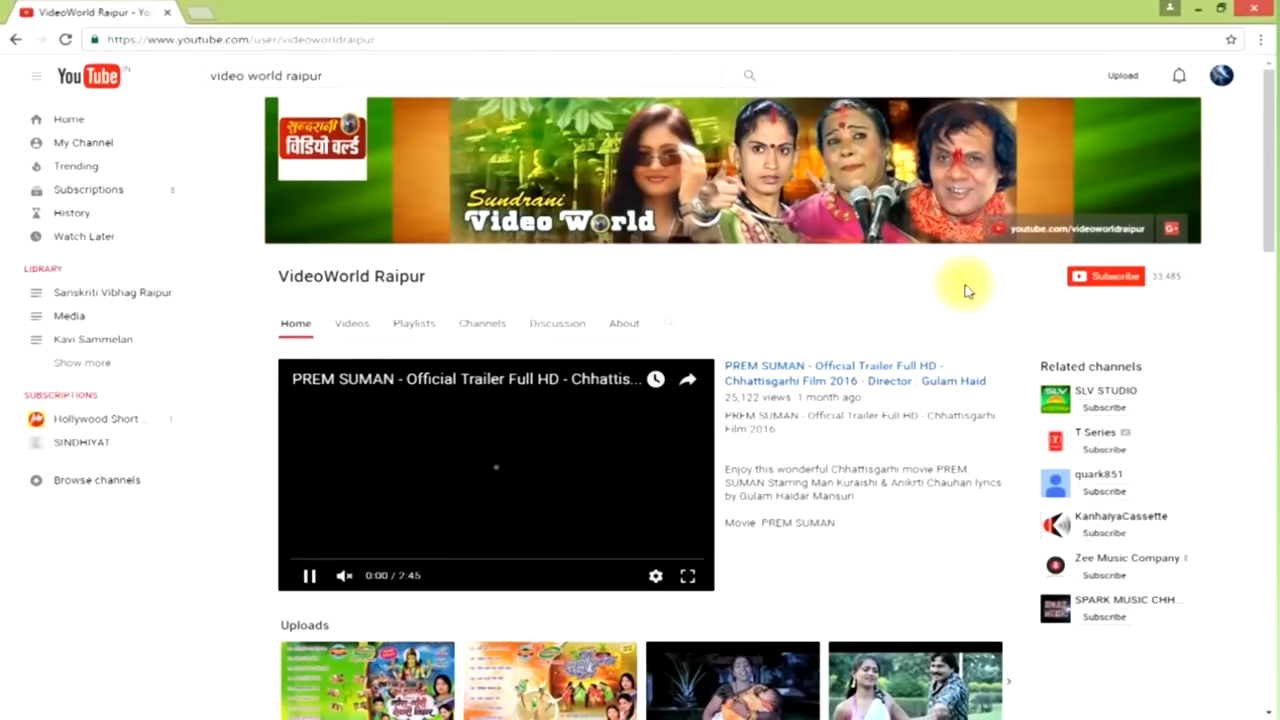 VideoWorld Raipur - Yo
https://www.youtube.com/user/videoworldraipur
YouTube IN
video world raipur
Upload
Home
My Channel
Trending
Subscriptions 8
History
Watch Later
LIBRARY
Sanskriti Vibhag Raipur
Media
Kavi Sammelan
Show more
SUBSCRIPTIONS
Hollywood Short... 1
SINDHIYAT
Browse channels
सुन्दरानी
विडियो वर्ल्ड
Sundrani
Video World
youtube.com/videoworldraipur
VideoWorld Raipur
Subscribe 33,485
Home Videos Playlists Channels Discussion About
PREM SUMAN - Official Trailer Full HD - Chhattis...
0:00 / 2:45
PREM SUMAN - Official Trailer Full HD -
Chhattisgarhi Film 2016 - Director : Gulam Haid
25,122 views 1 month ago
PREM SUMAN - Official Trailer Full HD - Chhattisgarhi
Film 2016
Enjoy this wonderful Chhattisgarhi movie PREM
SUMAN Starring Man Kuraishi & Anikrti Chauhan lyrics
by Gulam Haidar Mansuri
Movie PREM SUMAN
Related channels
SLV STUDIO
Subscribe
T-Series
Subscribe
quark851
Subscribe
KanhaiyaCassette
Subscribe
Zee Music Company
Subscribe
SPARK MUSIC CHH...
Subscribe
Uploads